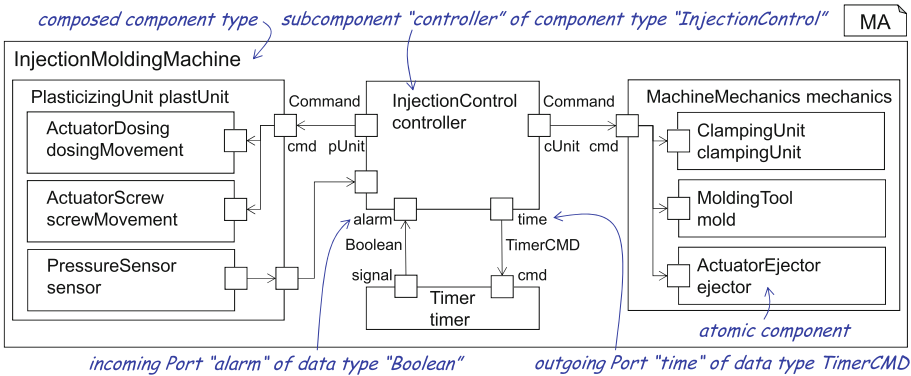 composed component type
subcomponent “controller” of component type “InjectionControl”
MA
InjectionMoldingMachine
PlasticizingUnit plastUnit
ActuatorDosing
dosingMovement
ActuatorScrew
screwMovement
PressureSensor
sensor
Command
cmd
pUnit
InjectionControl
controller
Command
cUnit
cmd
alarm
Boolean
signal
time
TimerCMD
cmd
Timer
timer
MachineMechanics mechanics
ClampingUnit
clampingUnit
MoldingTool
mold
ActuatorEjector
ejector
atomic component
incoming Port “alarm” of data type “Boolean”
outgoing Port “time” of data type TimerCMD